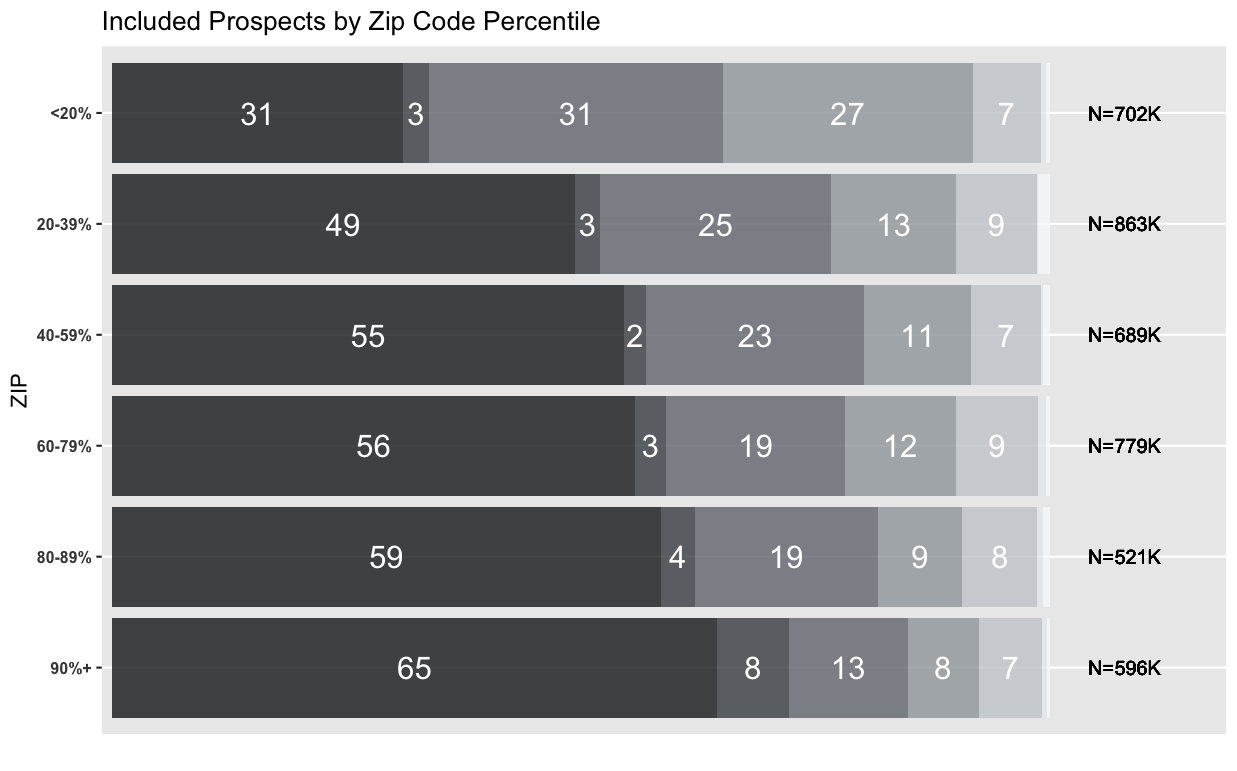 Included Prospects by Zip Code Percentile
<20% 31 3 31 27 7 N=702K
20-39% 49 3 25 13 9 N=863K
40-59% 55 2 23 11 7 N=689K
ZIP
60-79% 56 3 19 12 9 N=779K
80-89% 59 4 19 9 8 N=521K
90%+ 65 8 13 8 7 N=596K